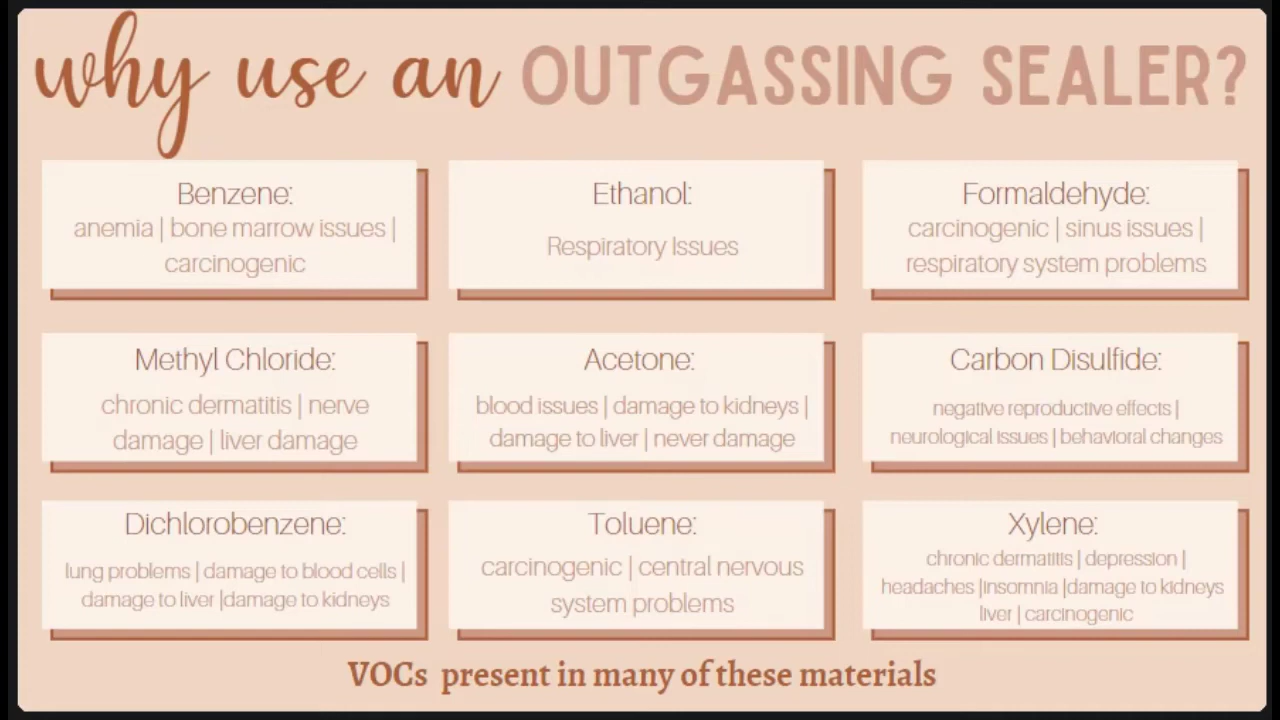 why use an OUTGASSING SEALER?
Benzene:
anemia | bone marrow issues |
carcinogenic
Ethanol:
Respiratory Issues
Formaldehyde:
carcinogenic | sinus issues |
respiratory system problems
Methyl Chloride:
chronic dermatitis | nerve
damage | liver damage
Acetone:
blood issues | damage to kidneys |
damage to liver | never damage
Carbon Disulfide:
negative reproductive effects |
neurological issues | behavioral changes
Dichlorobenzene:
lung problems | damage to blood cells |
damage to liver |damage to kidneys
Toluene:
carcinogenic | central nervous
system problems
Xylene:
chronic dermatitis | depression |
headaches |insomnia |damage to kidneys
liver | carcinogenic
VOCs present in many of these materials